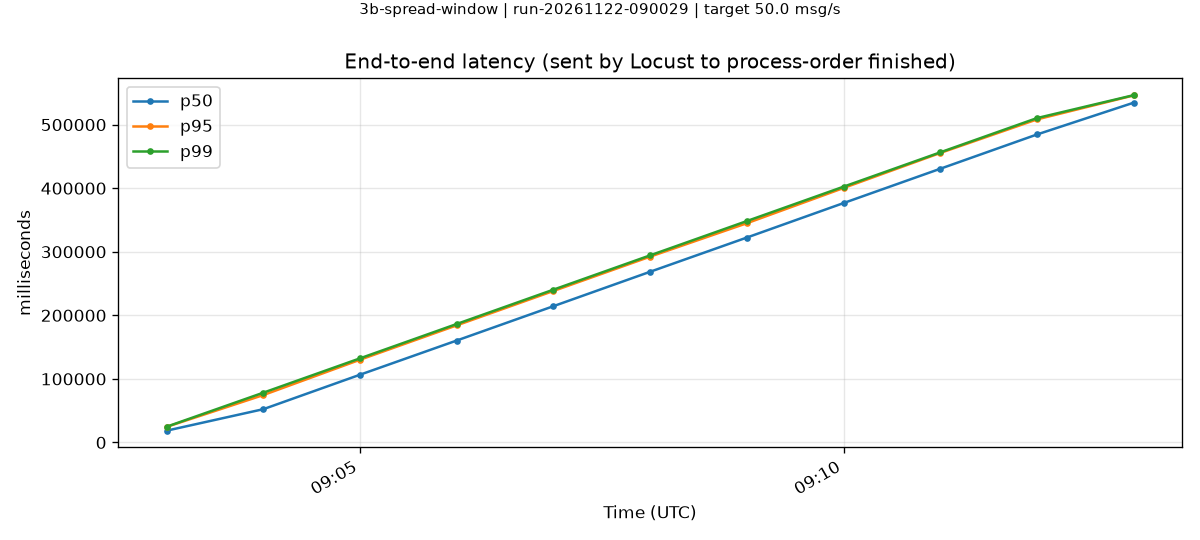 3b-spread-window | run-20261122-090029 | target 50.0 msg/s
End-to-end latency (sent by Locust to process-order finished)
p50
p95
p99
milliseconds
500000
400000
300000
200000
100000
0
09:05
09:10
Time (UTC)